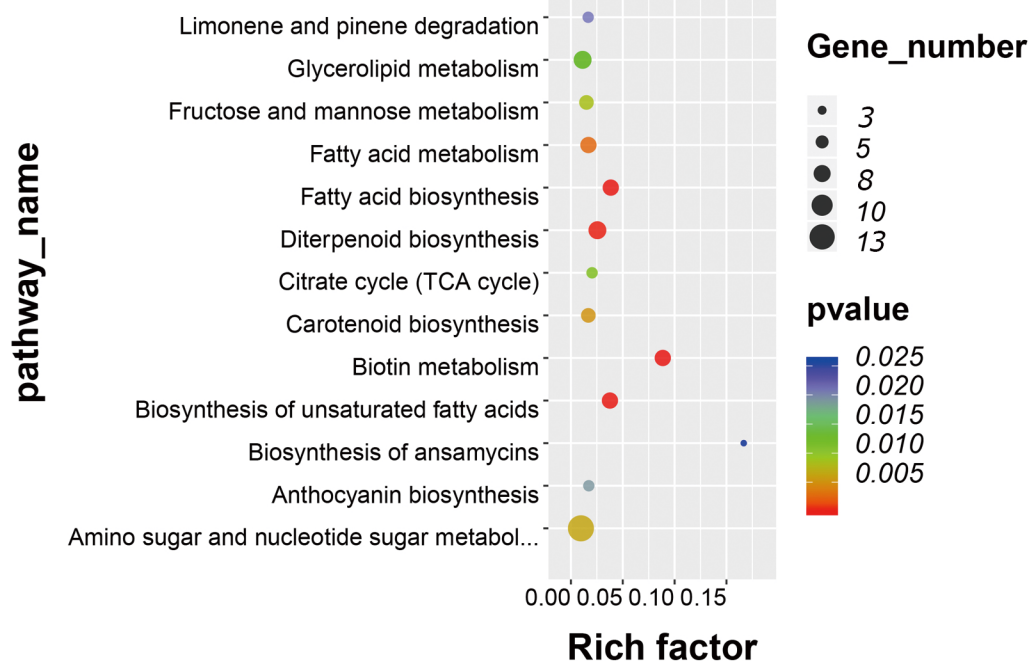 pathway_name
Limonene and pinene degradation
Glycerolipid metabolism
Fructose and mannose metabolism
Fatty acid metabolism
Fatty acid biosynthesis
Diterpenoid biosynthesis
Citrate cycle (TCA cycle)
Carotenoid biosynthesis
Biotin metabolism
Biosynthesis of unsaturated fatty acids
Biosynthesis of ansamycins
Anthocyanin biosynthesis
Amino sugar and nucleotide sugar metabol...
0.00 0.05 0.10 0.15
Rich factor
Gene_number
3
5
8
10
13
pvalue
0.025
0.020
0.015
0.010
0.005